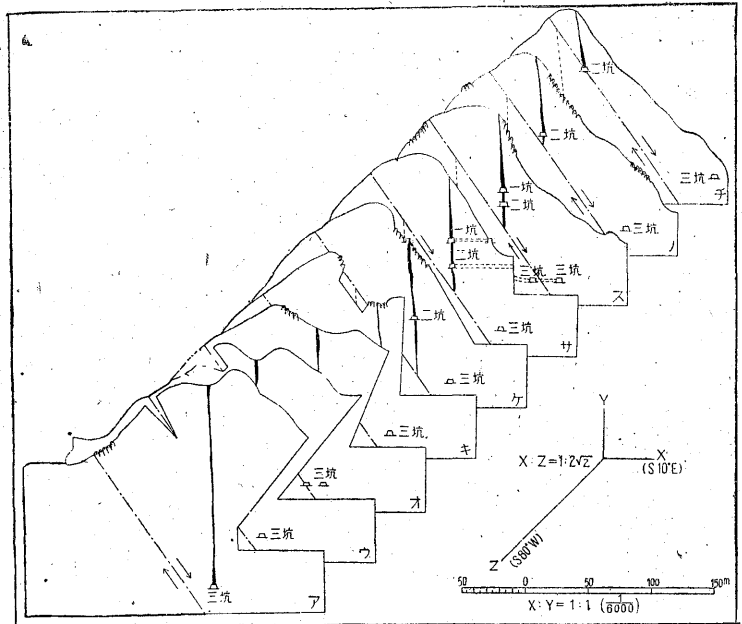 二坑
三坑
チ
二坑
三坑
ノ
一坑
二坑
三坑 三坑
ス
一坑
二坑
三坑
サ
二坑
三坑
ケ
三坑
キ
三坑
オ
三坑
ウ
三坑
ア
Y
X
(S10°E)
X:Z=1:2√2
Z
(S80°W)
50 0 50 100 150m
X:Y=1:1 (1/6000)